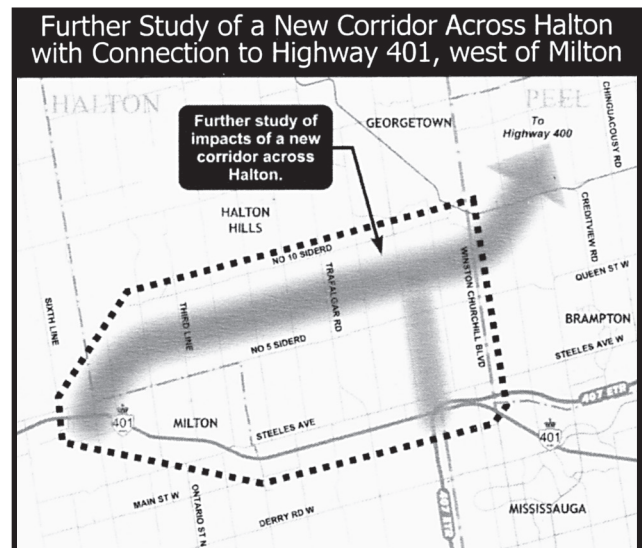 Further Study of a New Corridor Across Halton
with Connection to Highway 401, west of Milton
HALTON
PEEL
CHINGUACOUSY RD
Further study of
impacts of a new
corridor across
Halton.
GEORGETOWN
To
Highway 400
HALTON
HILLS
NO 10 SIDERD
CREDITVIEW RD
QUEEN ST W
SIXTH LINE
THIRD LINE
TRAFALGAR RD
WINSTON CHURCHILL BLVD
NO 5 SIDERD
BRAMPTON
STEELES AVE W
407 ETR
401
MILTON
STEELES AVE
401
MAIN ST W
ONTARIO ST N
DERRY RD W
407 ETR
MISSISSAUGA